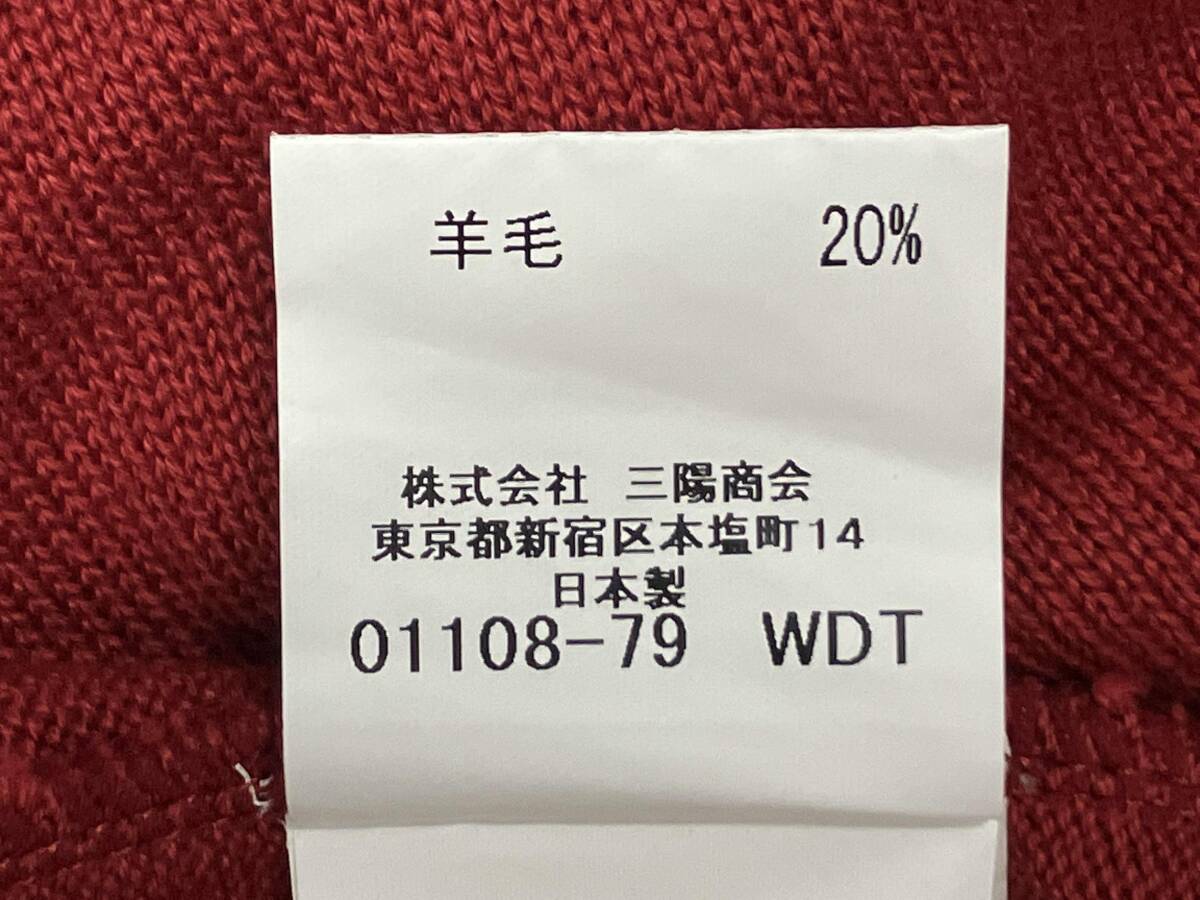 羊毛 20%
株式会社 三陽商会
東京都新宿区本塩町14
日本製
01108-79 WDT